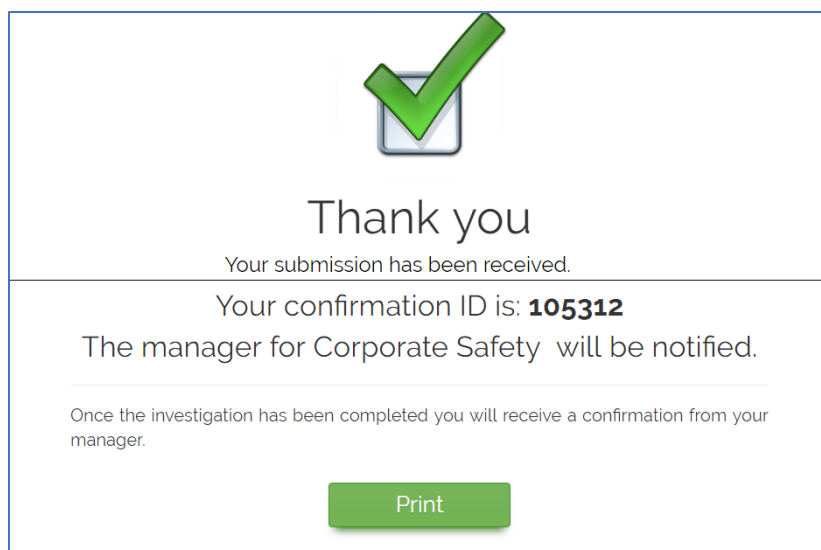 Thank you
Your submission has been received.
Your confirmation ID is: 105312
The manager for Corporate Safety  will be notified.
Once the investigation has been completed you will receive a confirmation from your
manager.
Print